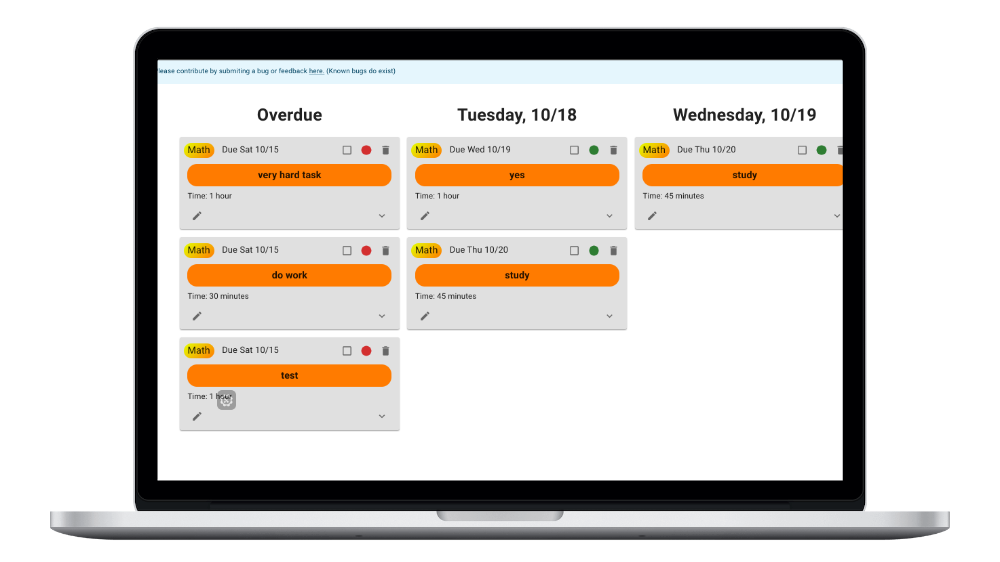 lease contribute by submiting a bug or feedback here. (Known bugs do exist)
Overdue
Math Due Sat 10/15
very hard task
Time: 1 hour
Math Due Sat 10/15
do work
Time: 30 minutes
Math Due Sat 10/15
test
Time: 1 hour
Tuesday, 10/18
Math Due Wed 10/19
yes
Time: 1 hour
Math Due Thu 10/20
study
Time: 45 minutes
Wednesday, 10/19
Math Due Thu 10/20
study
Time: 45 minutes